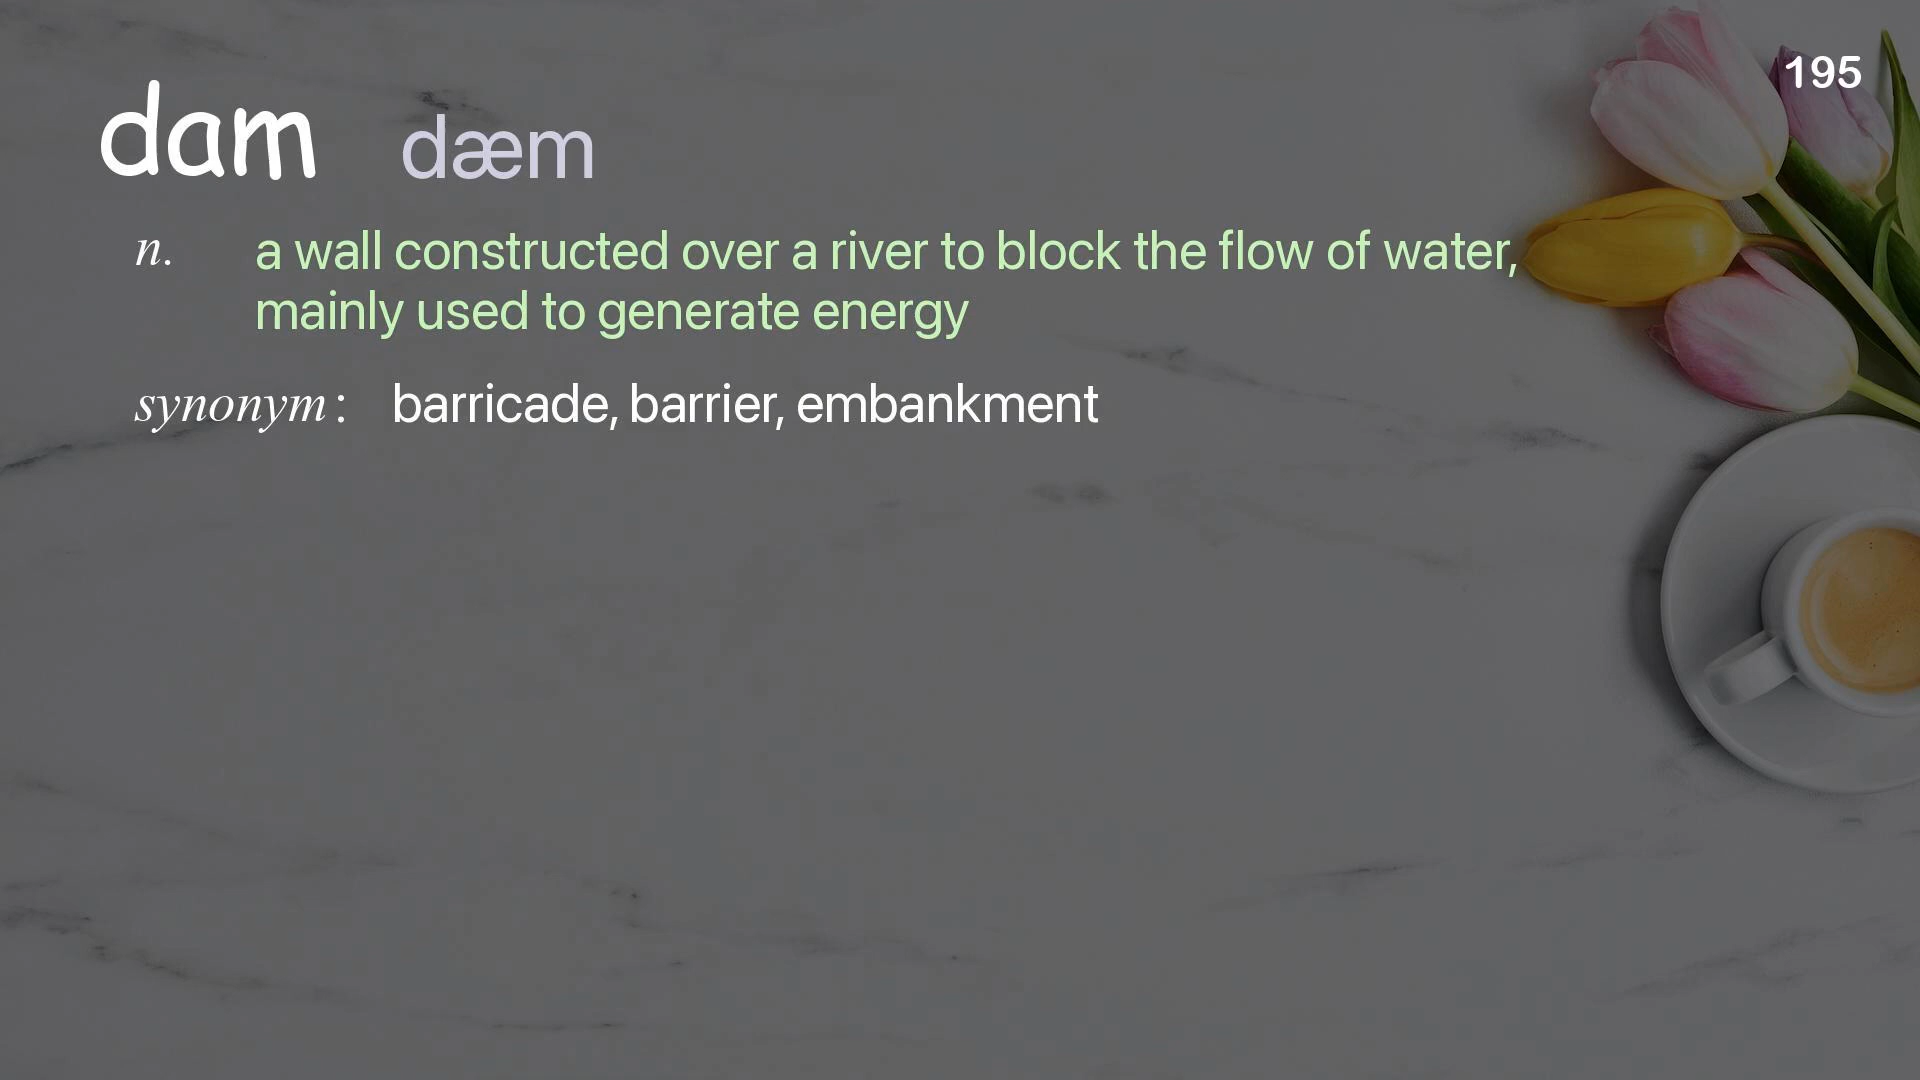 195
dam dæm
n. a wall constructed over a river to block the flow of water,
mainly used to generate energy
synonym: barricade, barrier, embankment